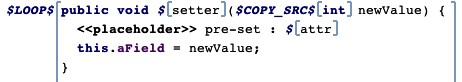 $LOOP$[public void $[setter]($COPY_SRC$[int] newValue) {
<<placeholder>> pre-set : $[attr]
this.aField = newValue;
}